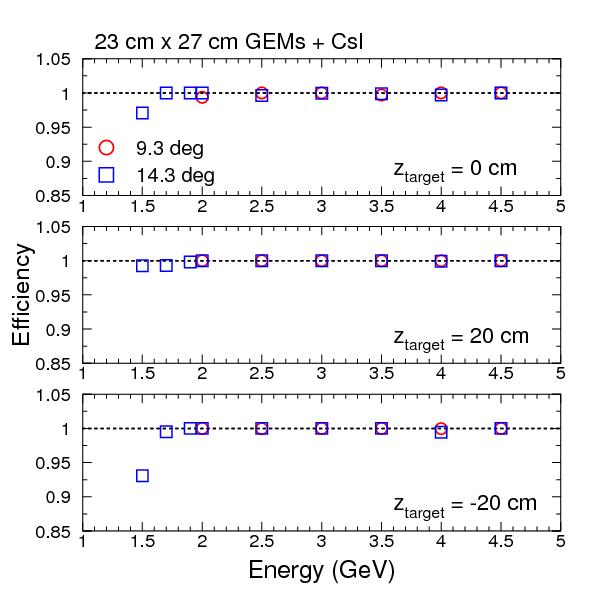 23 cm x 27 cm GEMs + CsI
1.05
1
0.95
0.9
0.85
9.3 deg
14.3 deg
z_target = 0 cm
1 1.5 2 2.5 3 3.5 4 4.5 5
Efficiency
1.05
1
0.95
0.9
0.85
z_target = 20 cm
1 1.5 2 2.5 3 3.5 4 4.5 5
1.05
1
0.95
0.9
0.85
z_target = -20 cm
1 1.5 2 2.5 3 3.5 4 4.5 5
Energy (GeV)